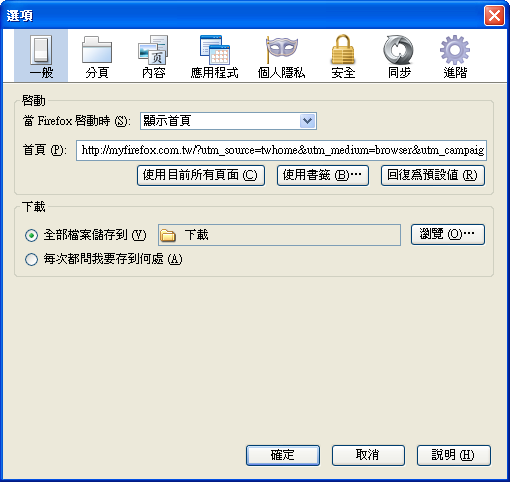 選項
一般 分頁 內容 應用程式 個人隱私 安全 同步 進階
啓動
當 Firefox 啓動時 (S): 顯示首頁
首頁 (P): http://myfirefox.com.tw/?utm_source=twhome&utm_medium=browser&utm_campaig
使用目前所有頁面 (C) 使用書籤 (B)… 回復為預設值 (R)
下載
全部檔案儲存到 (V) 下載 瀏覽 (O)…
每次都問我要存到何處 (A)
確定 取消 說明 (H)